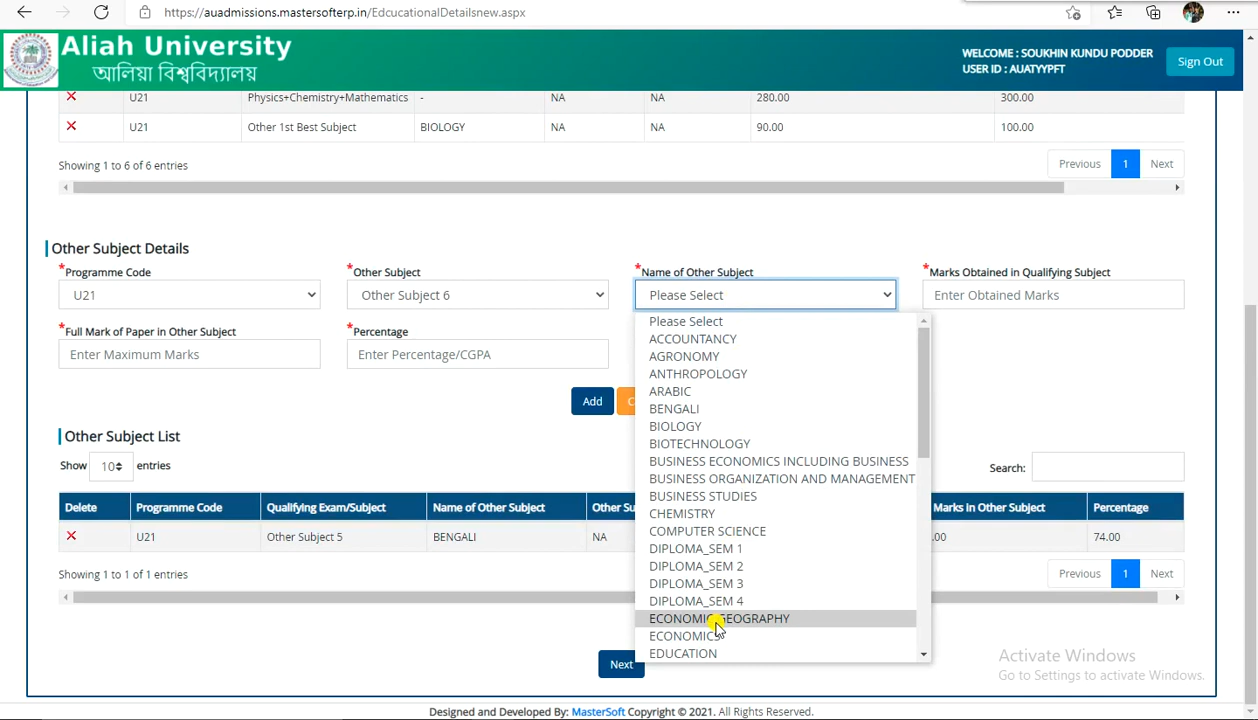 https://auadmissions.mastersofterp.in/EdcucationalDetailsnew.aspx
Aliah University
আলিয়া বিশ্ববিদ্যালয়
WELCOME : SOUKHIN KUNDU PODDER
USER ID : AUATYYPFT
Sign Out
U21 Physics+Chemistry+Mathematics - NA NA 280.00 300.00
U21 Other 1st Best Subject BIOLOGY NA NA 90.00 100.00
Showing 1 to 6 of 6 entries
Previous 1 Next
Other Subject Details
*Programme Code *Other Subject *Name of Other Subject *Marks Obtained in Qualifying Subject
U21 Other Subject 6 Please Select Enter Obtained Marks
*Full Mark of Paper in Other Subject *Percentage
Enter Maximum Marks Enter Percentage/CGPA
Please Select
ACCOUNTANCY
AGRONOMY
ANTHROPOLOGY
ARABIC
BENGALI
BIOLOGY
BIOTECHNOLOGY
BUSINESS ECONOMICS INCLUDING BUSINESS
BUSINESS ORGANIZATION AND MANAGEMENT
BUSINESS STUDIES
CHEMISTRY
COMPUTER SCIENCE
DIPLOMA_SEM 1
DIPLOMA_SEM 2
DIPLOMA_SEM 3
DIPLOMA_SEM 4
ECONOMIC GEOGRAPHY
ECONOMICS
EDUCATION
Add
Other Subject List
Show 10 entries
Search:
Delete Programme Code Qualifying Exam/Subject Name of Other Subject Other Su Marks In Other Subject Percentage
U21 Other Subject 5 BENGALI NA .00 74.00
Showing 1 to 1 of 1 entries
Previous 1 Next
Next
Activate Windows
Go to Settings to activate Windows.
Designed and Developed By: MasterSoft Copyright © 2021. All Rights Reserved.